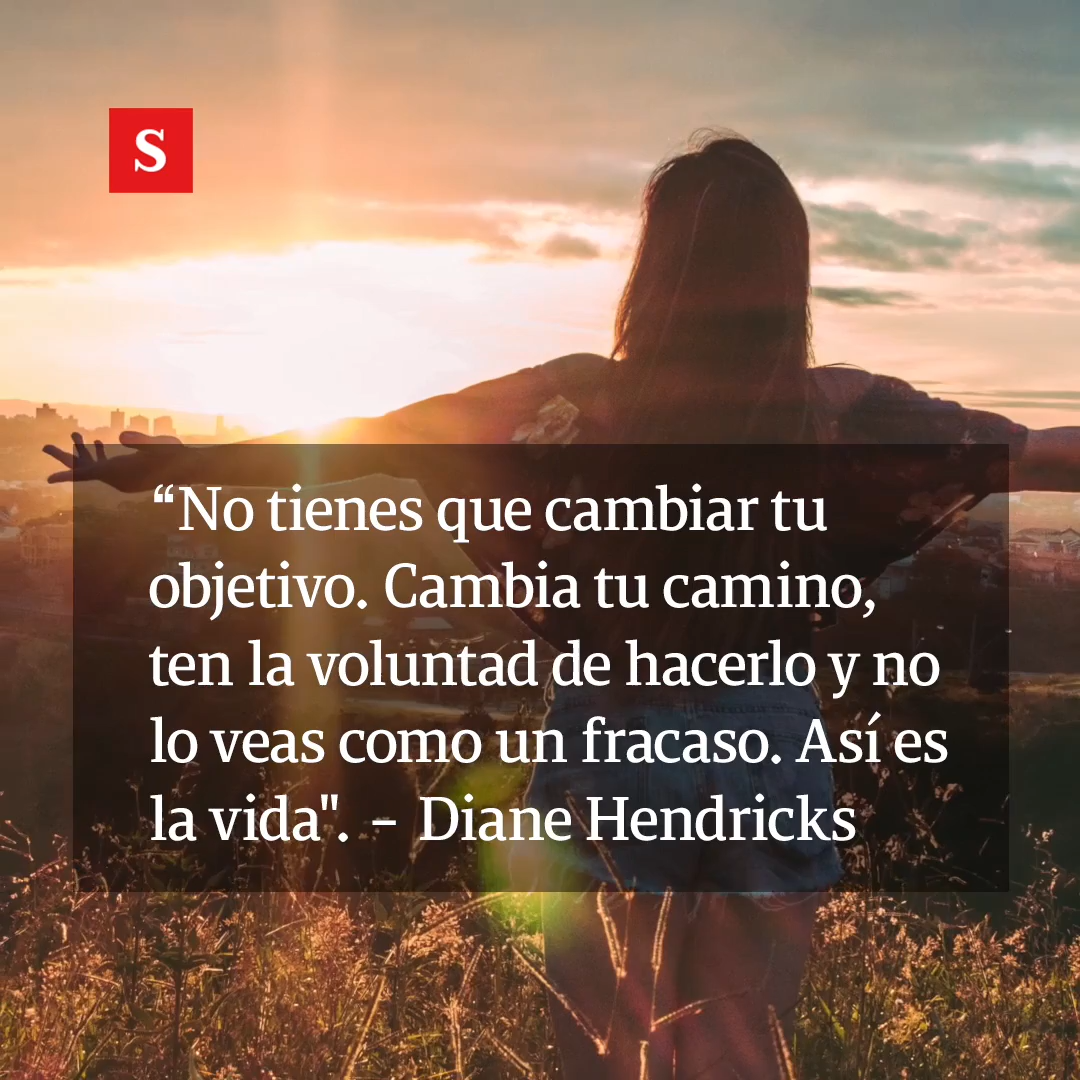 S
“No tienes que cambiar tu
objetivo. Cambia tu camino,
ten la voluntad de hacerlo y no
lo veas como un fracaso. Así es
la vida". - Diane Hendricks